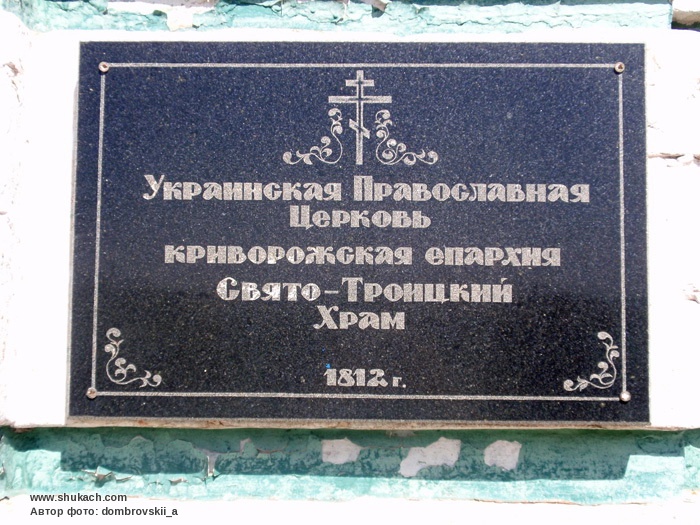 Украинская Православная
Церковь
криворожская епархия
Свято-Троицкий
Храм
1812 г.
www.shukach.com
Автор фото: dombrovskii_a